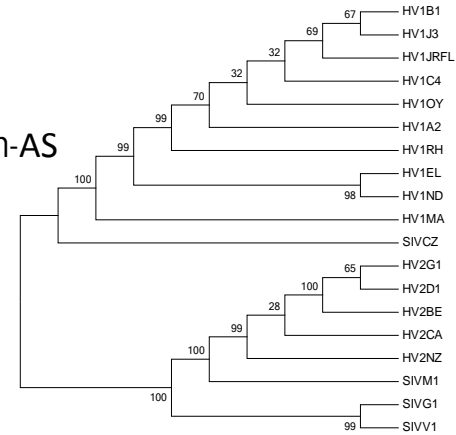 67
HV1B1
HV1J3
69
HV1JRFL
32
HV1C4
32
HV1OY
70
HV1A2
99
HV1RH
99
HV1EL
98
HV1ND
100
HV1MA
SIVCZ
65
HV2G1
HV2D1
100
HV2BE
28
HV2CA
99
HV2NZ
100
SIVM1
100
SIVG1
99
SIVV1
-AS